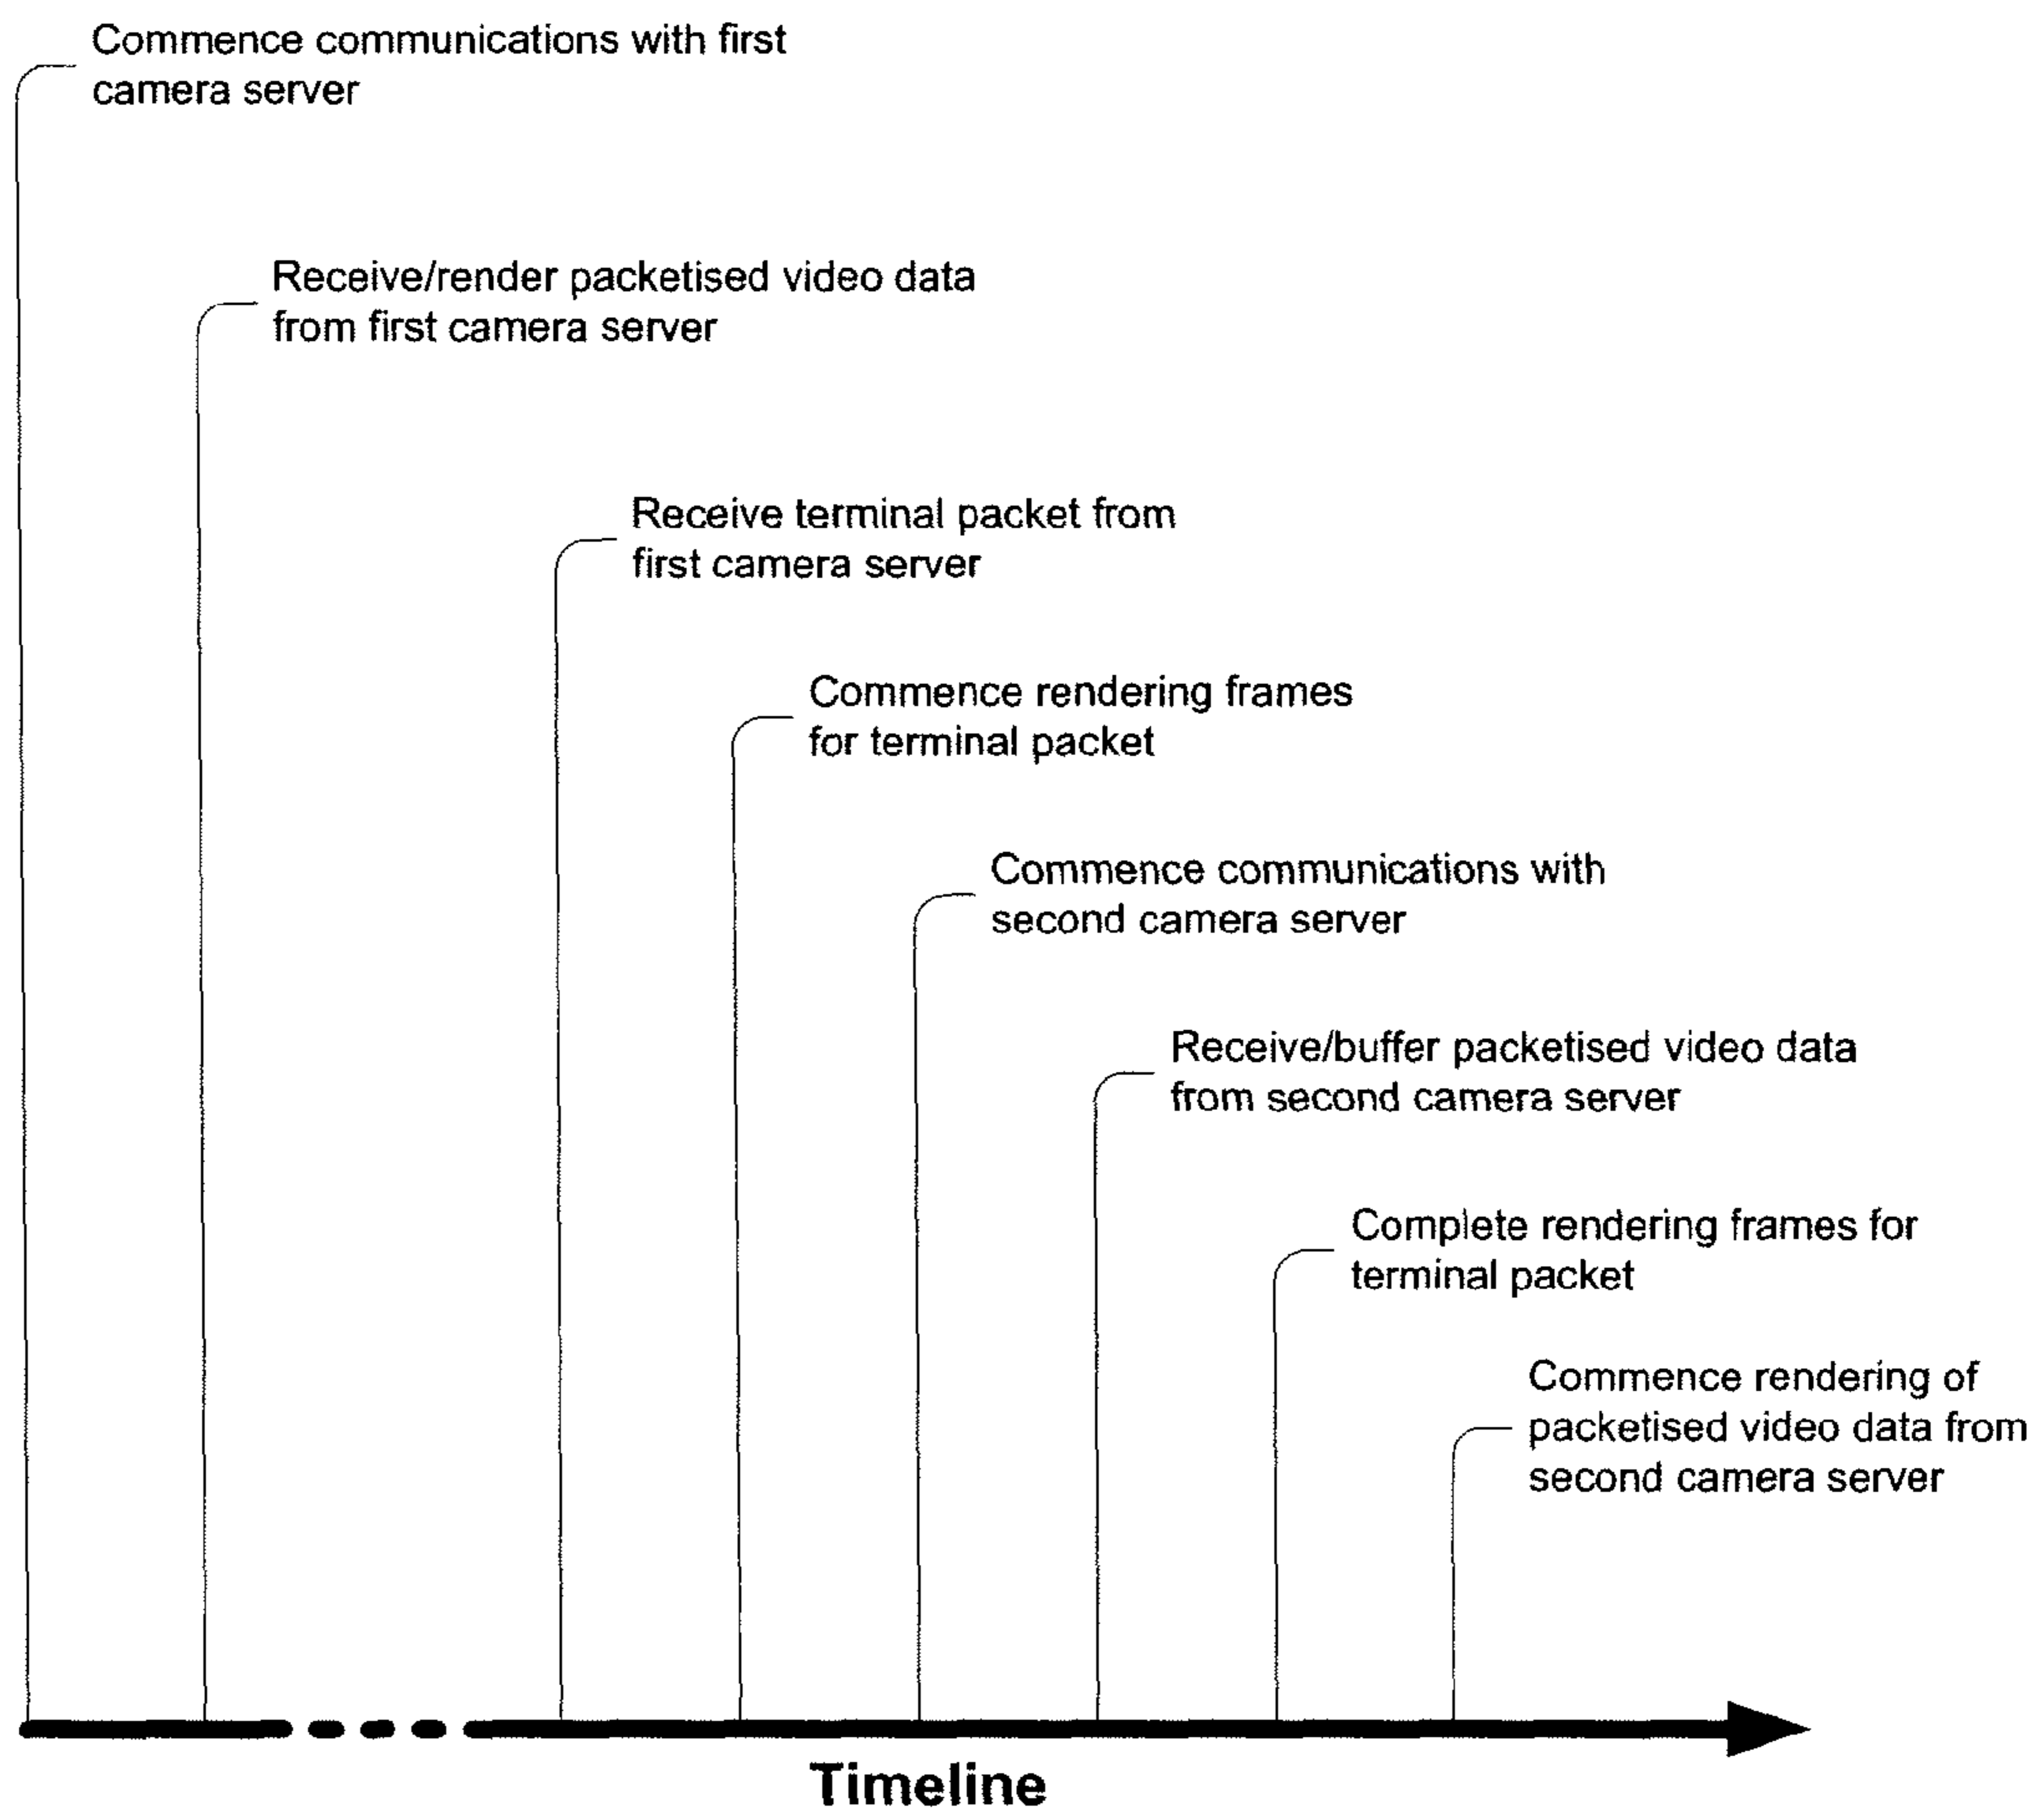 Commence communications with first
camera server
Receive/render packetised video data
from first camera server
Receive terminal packet from
first camera server
Commence rendering frames
for terminal packet
Commence communications with
second camera server
Receive/buffer packetised video data
from second camera server
Complete rendering frames for
terminal packet
Commence rendering of
packetised video data from
second camera server
Timeline